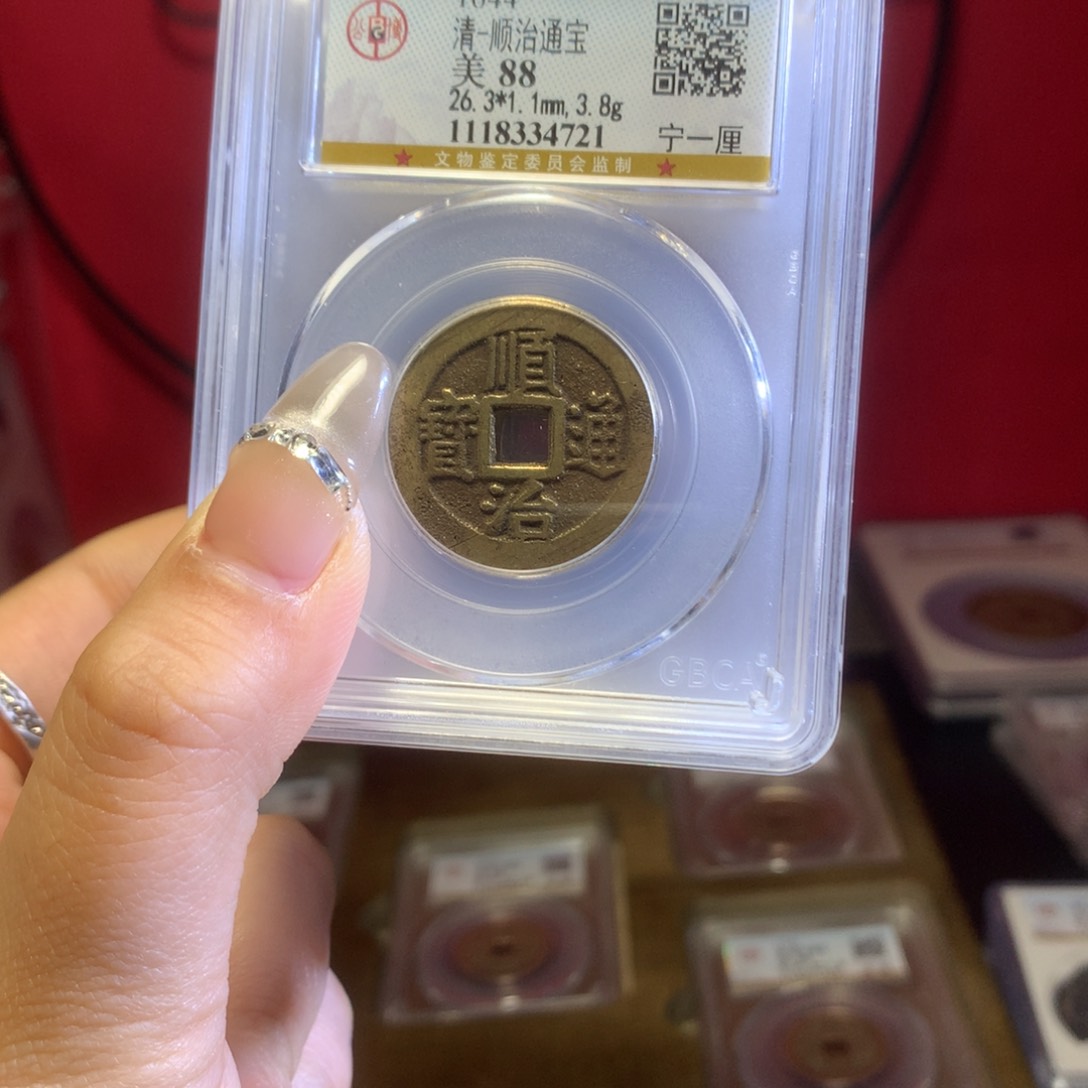 1644
清-顺治通宝
美 88
26.3*1.1mm,3.8g
1118334721 宁一厘
★ 文物鉴定委员会监制 ★
順
寶 通
治
GBCA